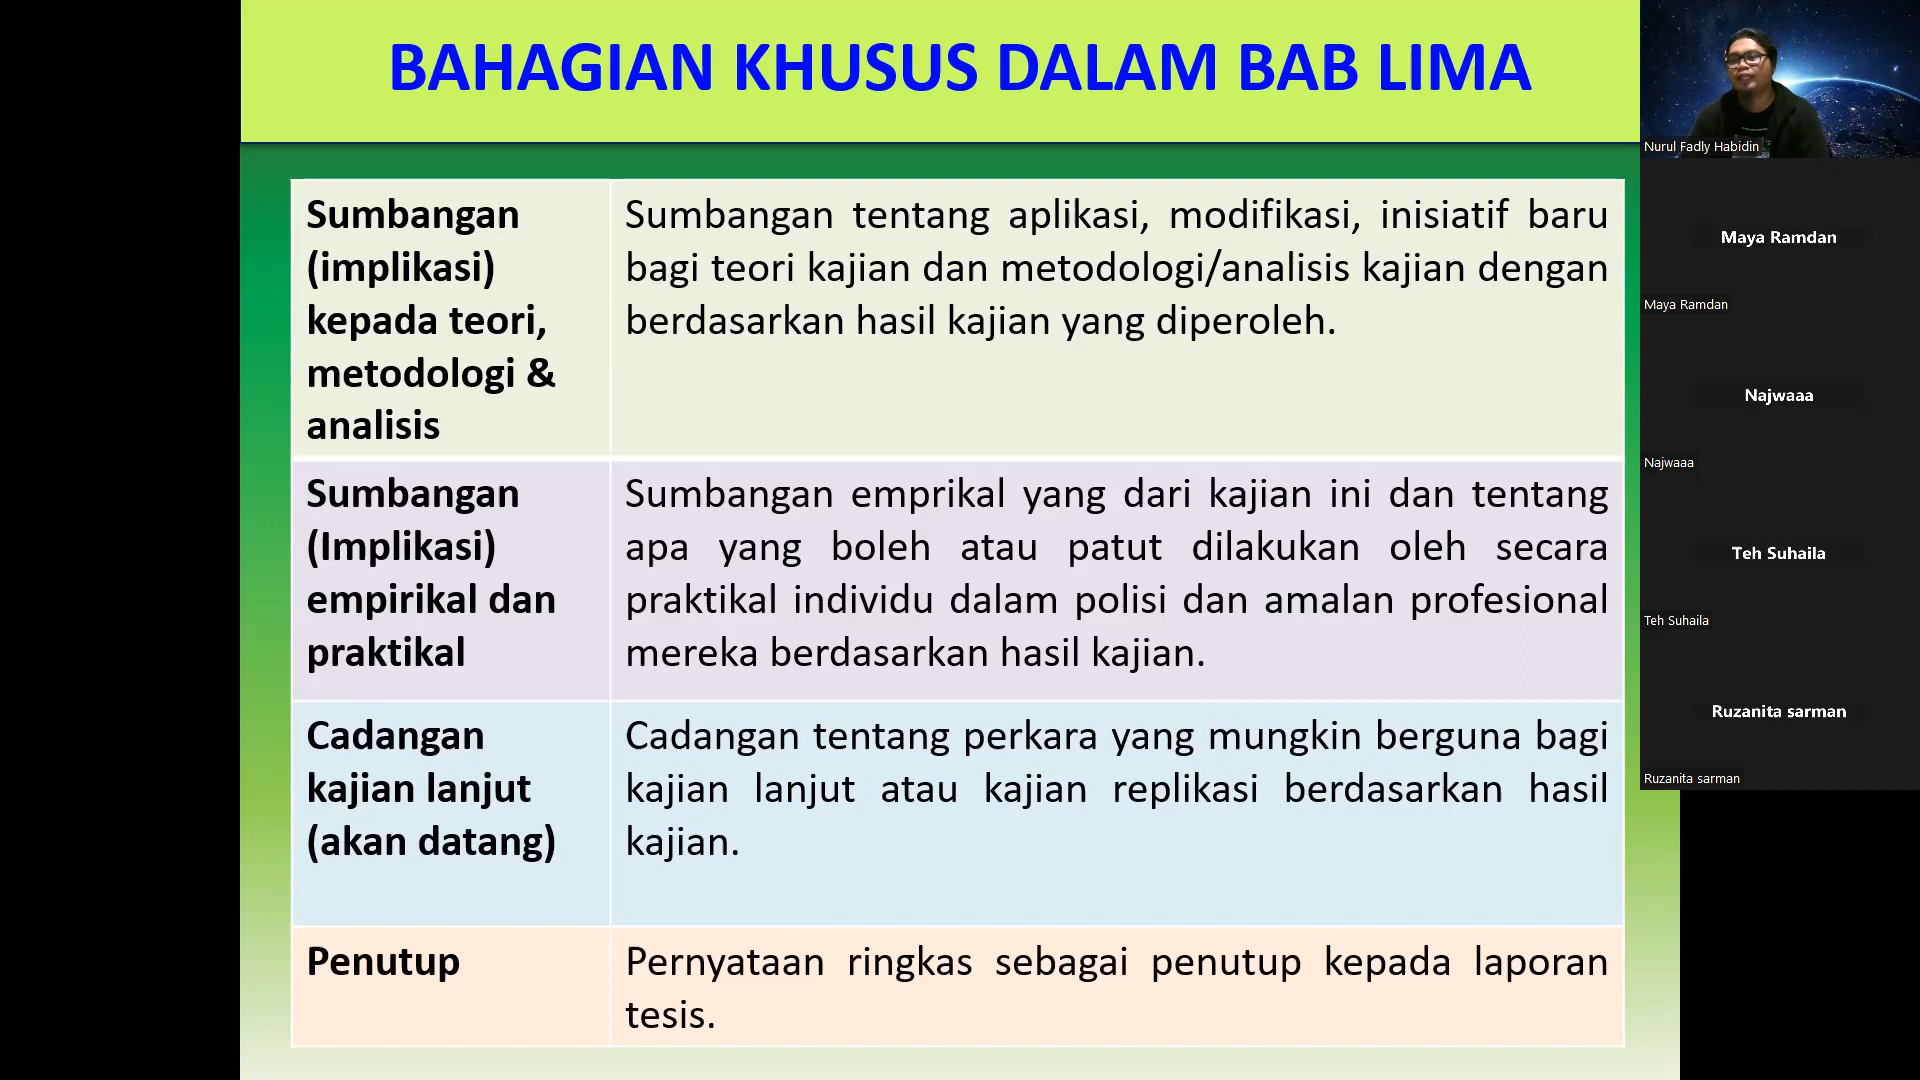 BAHAGIAN KHUSUS DALAM BAB LIMA
Sumbangan
(implikasi)
kepada teori,
metodologi &
analisis
Sumbangan tentang aplikasi, modifikasi, inisiatif baru
bagi teori kajian dan metodologi/analisis kajian dengan
berdasarkan hasil kajian yang diperoleh.
Sumbangan
(Implikasi)
empirikal dan
praktikal
Sumbangan emprikal yang dari kajian ini dan tentang
apa yang boleh atau patut dilakukan oleh secara
praktikal individu dalam polisi dan amalan profesional
mereka berdasarkan hasil kajian.
Cadangan
kajian lanjut
(akan datang)
Cadangan tentang perkara yang mungkin berguna bagi
kajian lanjut atau kajian replikasi berdasarkan hasil
kajian.
Penutup
Pernyataan ringkas sebagai penutup kepada laporan
tesis.
Nurul Fadly Habidin
Maya Ramdan
Maya Ramdan
Najwaaa
Najwaaa
Teh Suhaila
Teh Suhaila
Ruzanita sarman
Ruzanita sarman